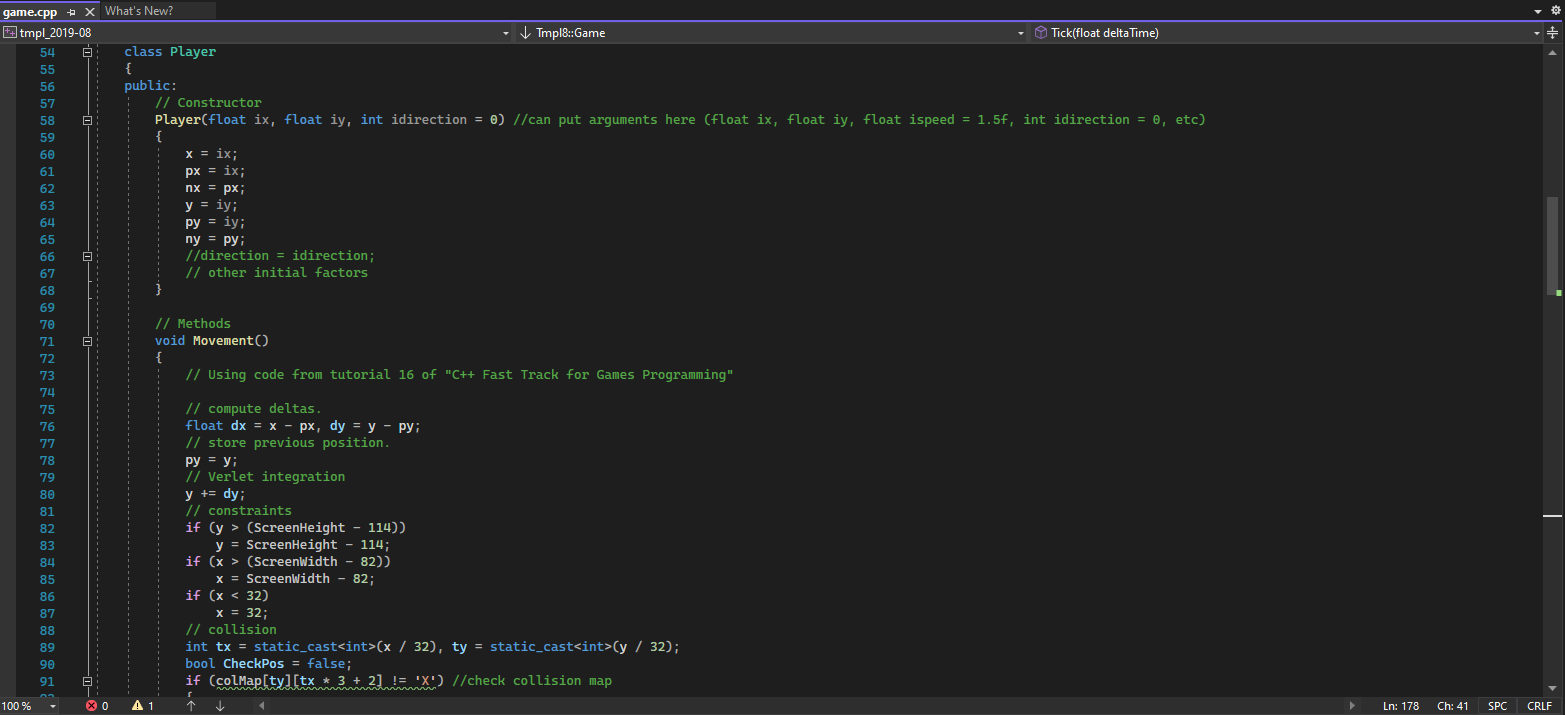 game.cpp What's New?
tmpl_2019-08 Tmpl8::Game Tick(float deltaTime)
54 class Player
55 {
56 public:
57 // Constructor
58 Player(float ix, float iy, int idirection = 0) //can put arguments here (float ix, float iy, float ispeed = 1.5f, int idirection = 0, etc)
59 {
60 x = ix;
61 px = ix;
62 nx = px;
63 y = iy;
64 py = iy;
65 ny = py;
66 //direction = idirection;
67 // other initial factors
68 }
69
70 // Methods
71 void Movement()
72 {
73 // Using code from tutorial 16 of "C++ Fast Track for Games Programming"
74
75 // compute deltas.
76 float dx = x - px, dy = y - py;
77 // store previous position.
78 py = y;
79 // Verlet integration
80 y += dy;
81 // constraints
82 if (y > (ScreenHeight - 114))
83 y = ScreenHeight - 114;
84 if (x > (ScreenWidth - 82))
85 x = ScreenWidth - 82;
86 if (x < 32)
87 x = 32;
88 // collision
89 int tx = static_cast<int>(x / 32), ty = static_cast<int>(y / 32);
90 bool CheckPos = false;
91 if (colMap[ty][tx * 3 + 2] != 'X') //check collision map
92 {
100 % 0 1 Ln: 178 Ch: 41 SPC CRLF